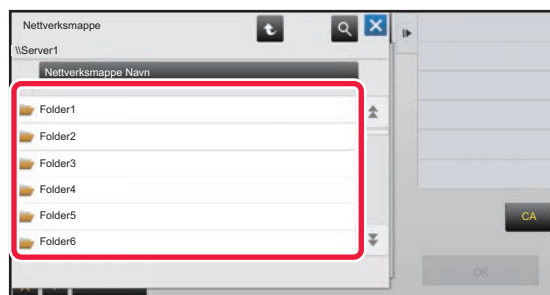 Nettverksmappe
\\Server1
Nettverksmappe Navn
Folder1
Folder2
Folder3
Folder4
Folder5
Folder6
CA
OK